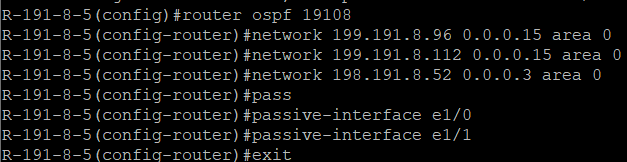 R-191-8-5(config)#router ospf 19108
R-191-8-5(config-router)#network 199.191.8.96 0.0.0.15 area 0
R-191-8-5(config-router)#network 199.191.8.112 0.0.0.15 area 0
R-191-8-5(config-router)#network 198.191.8.52 0.0.0.3 area 0
R-191-8-5(config-router)#pass
R-191-8-5(config-router)#passive-interface e1/0
R-191-8-5(config-router)#passive-interface e1/1
R-191-8-5(config-router)#exit